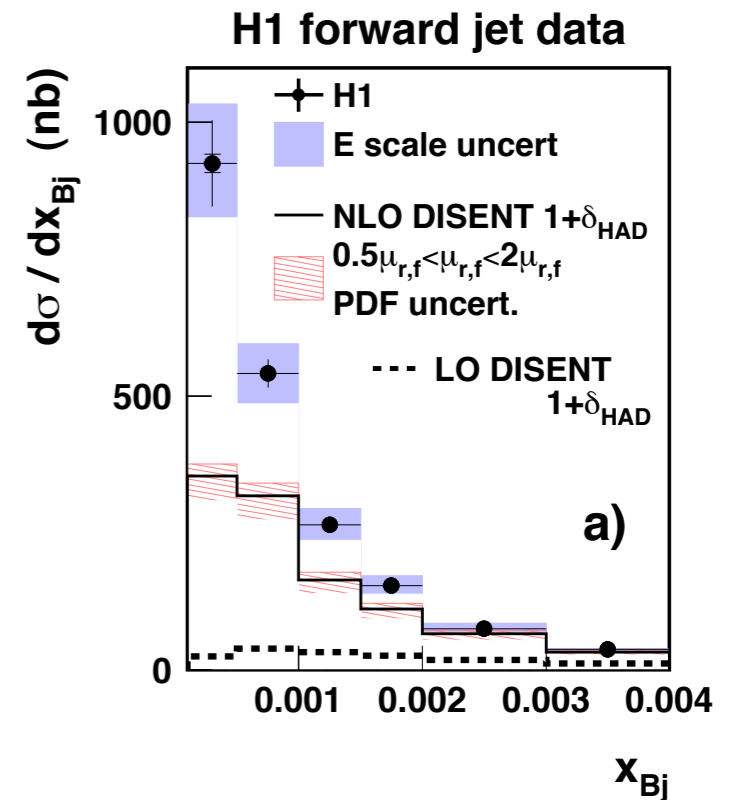 H1 forward jet data
dσ / dx_Bj (nb)
1000
500
0
H1
E scale uncert
NLO DISENT 1+δ_HAD
0.5μ_r,f<μ_r,f<2μ_r,f
PDF uncert.
LO DISENT
1+δ_HAD
a)
0.001 0.002 0.003 0.004
x_Bj